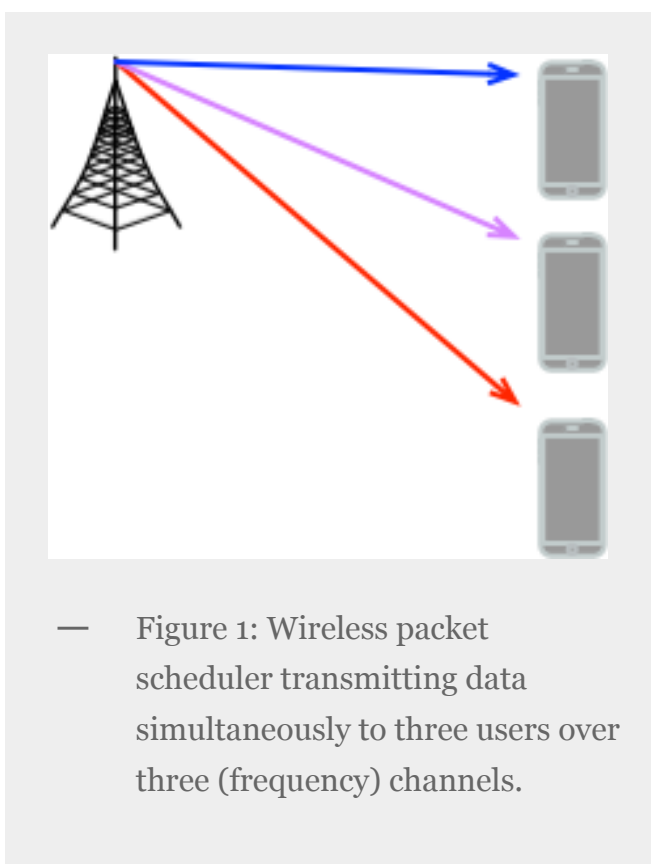 — Figure 1: Wireless packet
scheduler transmitting data
simultaneously to three users over
three (frequency) channels.